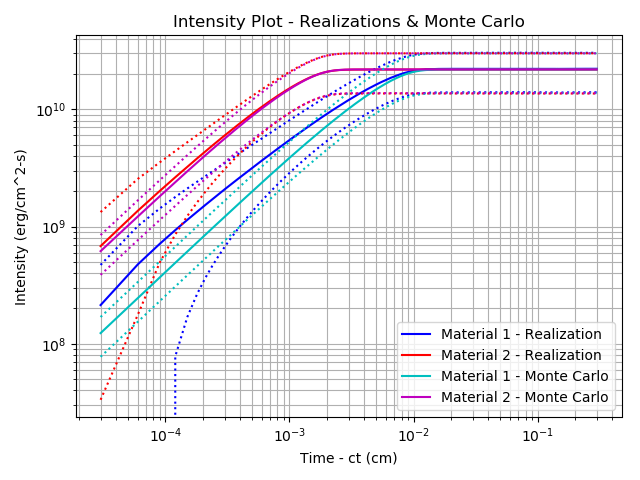 Intensity Plot - Realizations & Monte Carlo
Intensity (erg/cm^2-s)
10^10
10^9
10^8
10^-4
10^-3
10^-2
10^-1
Time - ct (cm)
Material 1 - Realization
Material 2 - Realization
Material 1 - Monte Carlo
Material 2 - Monte Carlo